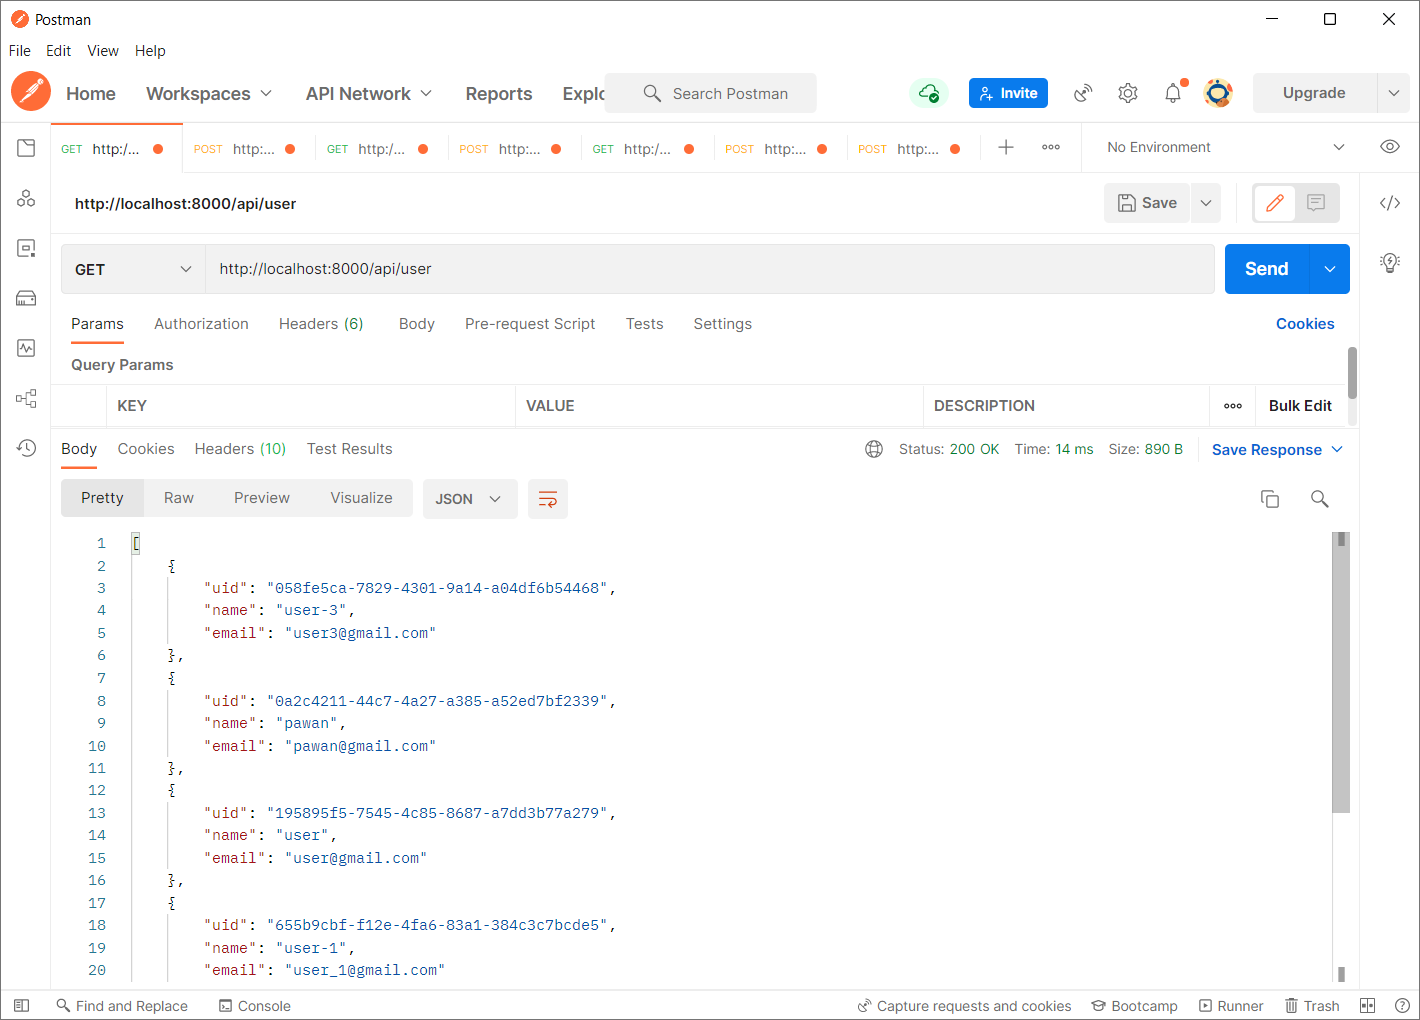 Postman
File Edit View Help
Home Workspaces API Network Reports Explo Search Postman Invite Upgrade
GET http:/... POST http:... GET http:/... POST http:... GET http:/... POST http:... POST http:... No Environment
http://localhost:8000/api/user Save
GET http://localhost:8000/api/user Send
Params Authorization Headers (6) Body Pre-request Script Tests Settings Cookies
Query Params
KEY VALUE DESCRIPTION Bulk Edit
Body Cookies Headers (10) Test Results Status: 200 OK Time: 14 ms Size: 890 B Save Response
Pretty Raw Preview Visualize JSON
1 [
2 {
3 "uid": "058fe5ca-7829-4301-9a14-a04df6b54468",
4 "name": "user-3",
5 "email": "user3@gmail.com"
6 },
7 {
8 "uid": "0a2c4211-44c7-4a27-a385-a52ed7bf2339",
9 "name": "pawan",
10 "email": "pawan@gmail.com"
11 },
12 {
13 "uid": "195895f5-7545-4c85-8687-a7dd3b77a279",
14 "name": "user",
15 "email": "user@gmail.com"
16 },
17 {
18 "uid": "655b9cbf-f12e-4fa6-83a1-384c3c7bcde5",
19 "name": "user-1",
20 "email": "user_1@gmail.com"
Find and Replace Console Capture requests and cookies Bootcamp Runner Trash